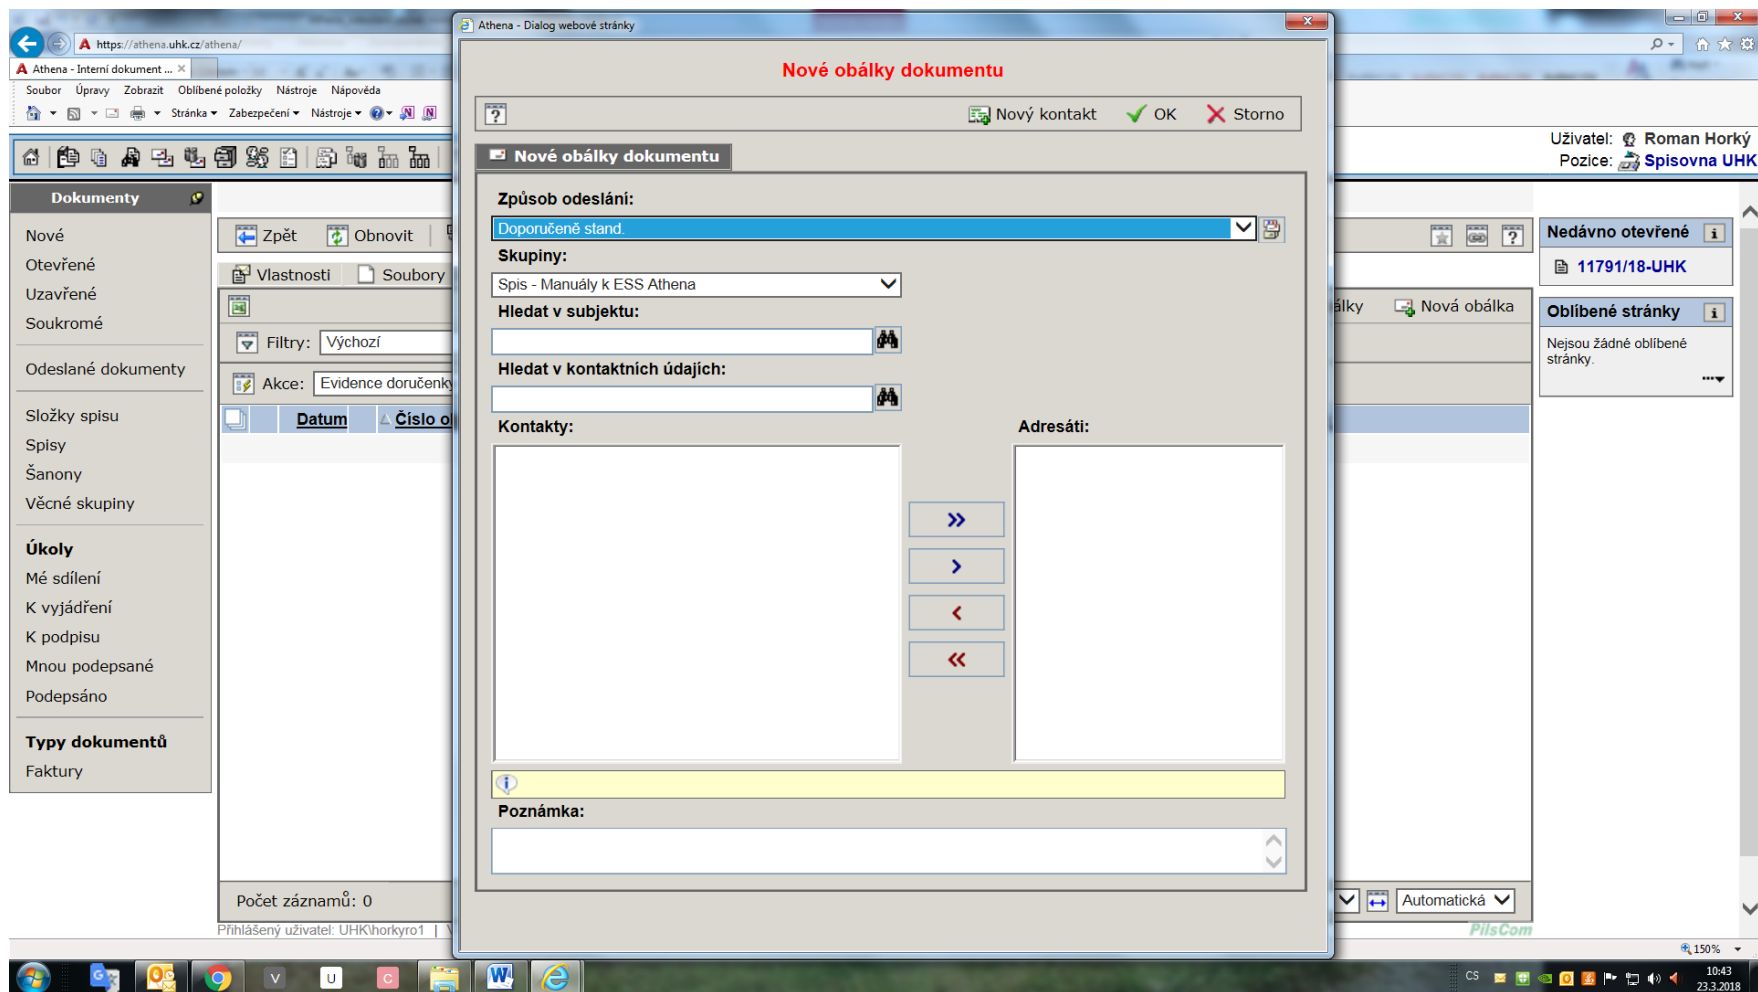 Athena - Dialog webové stránky
https://athena.uhk.cz/athena/
Athena - Interní dokument ...
Soubor Úpravy Zobrazit Oblíbené položky Nástroje Nápověda
Stránka Zabezpečení Nástroje
Nové obálky dokumentu
Nový kontakt OK Storno
Uživatel: Roman Horký
Pozice: Spisovna UHK
Nové obálky dokumentu
Dokumenty
Nové
Otevřené
Uzavřené
Soukromé
Odeslané dokumenty
Složky spisu
Spisy
Šanony
Věcné skupiny
Úkoly
Mé sdílení
K vyjádření
K podpisu
Mnou podepsané
Podepsáno
Typy dokumentů
Faktury
Zpět Obnovit
Vlastnosti Soubory
Filtry: Výchozí
Akce: Evidence doručenky
Datum Číslo o
Počet záznamů: 0
Přihlášený uživatel: UHK\horkyro1 |
Způsob odeslání:
Doporučeně stand.
Skupiny:
Spis - Manuály k ESS Athena
Hledat v subjektu:
Hledat v kontaktních údajích:
Kontakty: Adresáti:
Poznámka:
álky Nová obálka
Automatická
PilsCom
Nedávno otevřené
11791/18-UHK
Oblíbené stránky
Nejsou žádné oblíbené
stránky.
150%
V U C
CS
10:43
23.3.2018